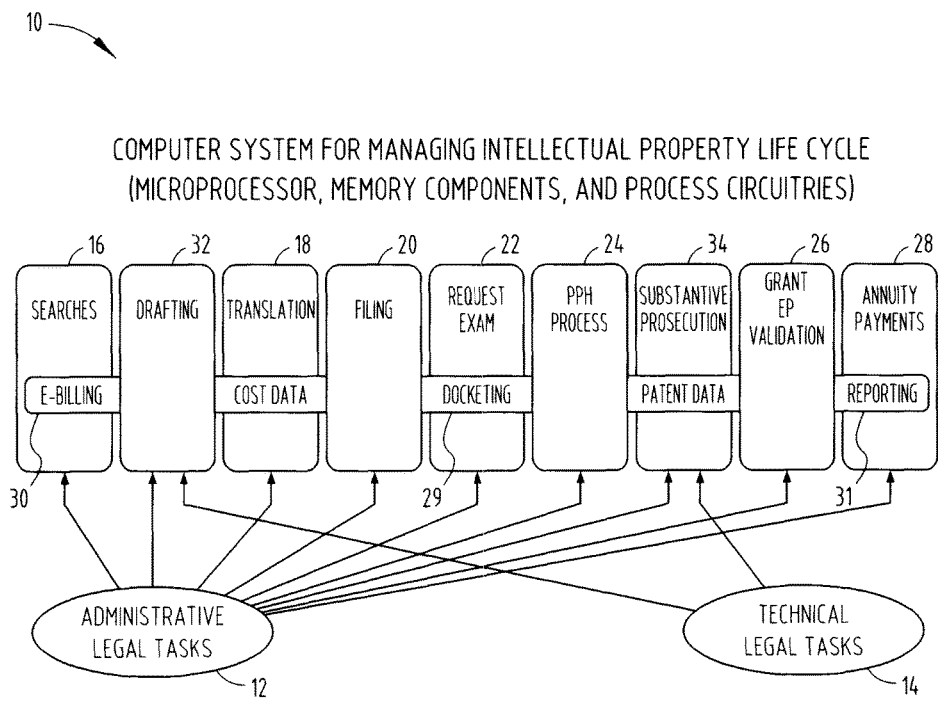 10
COMPUTER SYSTEM FOR MANAGING INTELLECTUAL PROPERTY LIFE CYCLE
(MICROPROCESSOR, MEMORY COMPONENTS, AND PROCESS CIRCUITRIES)
16 32 18 20 22 24 34 26 28
SEARCHES
DRAFTING
TRANSLATION
FILING
REQUEST
EXAM
PPH
PROCESS
SUBSTANTIVE
PROSECUTION
GRANT
EP
VALIDATION
ANNUITY
PAYMENTS
E-BILLING
COST DATA
DOCKETING
PATENT DATA
REPORTING
30
29
31
ADMINISTRATIVE
LEGAL TASKS
12
TECHNICAL
LEGAL TASKS
14